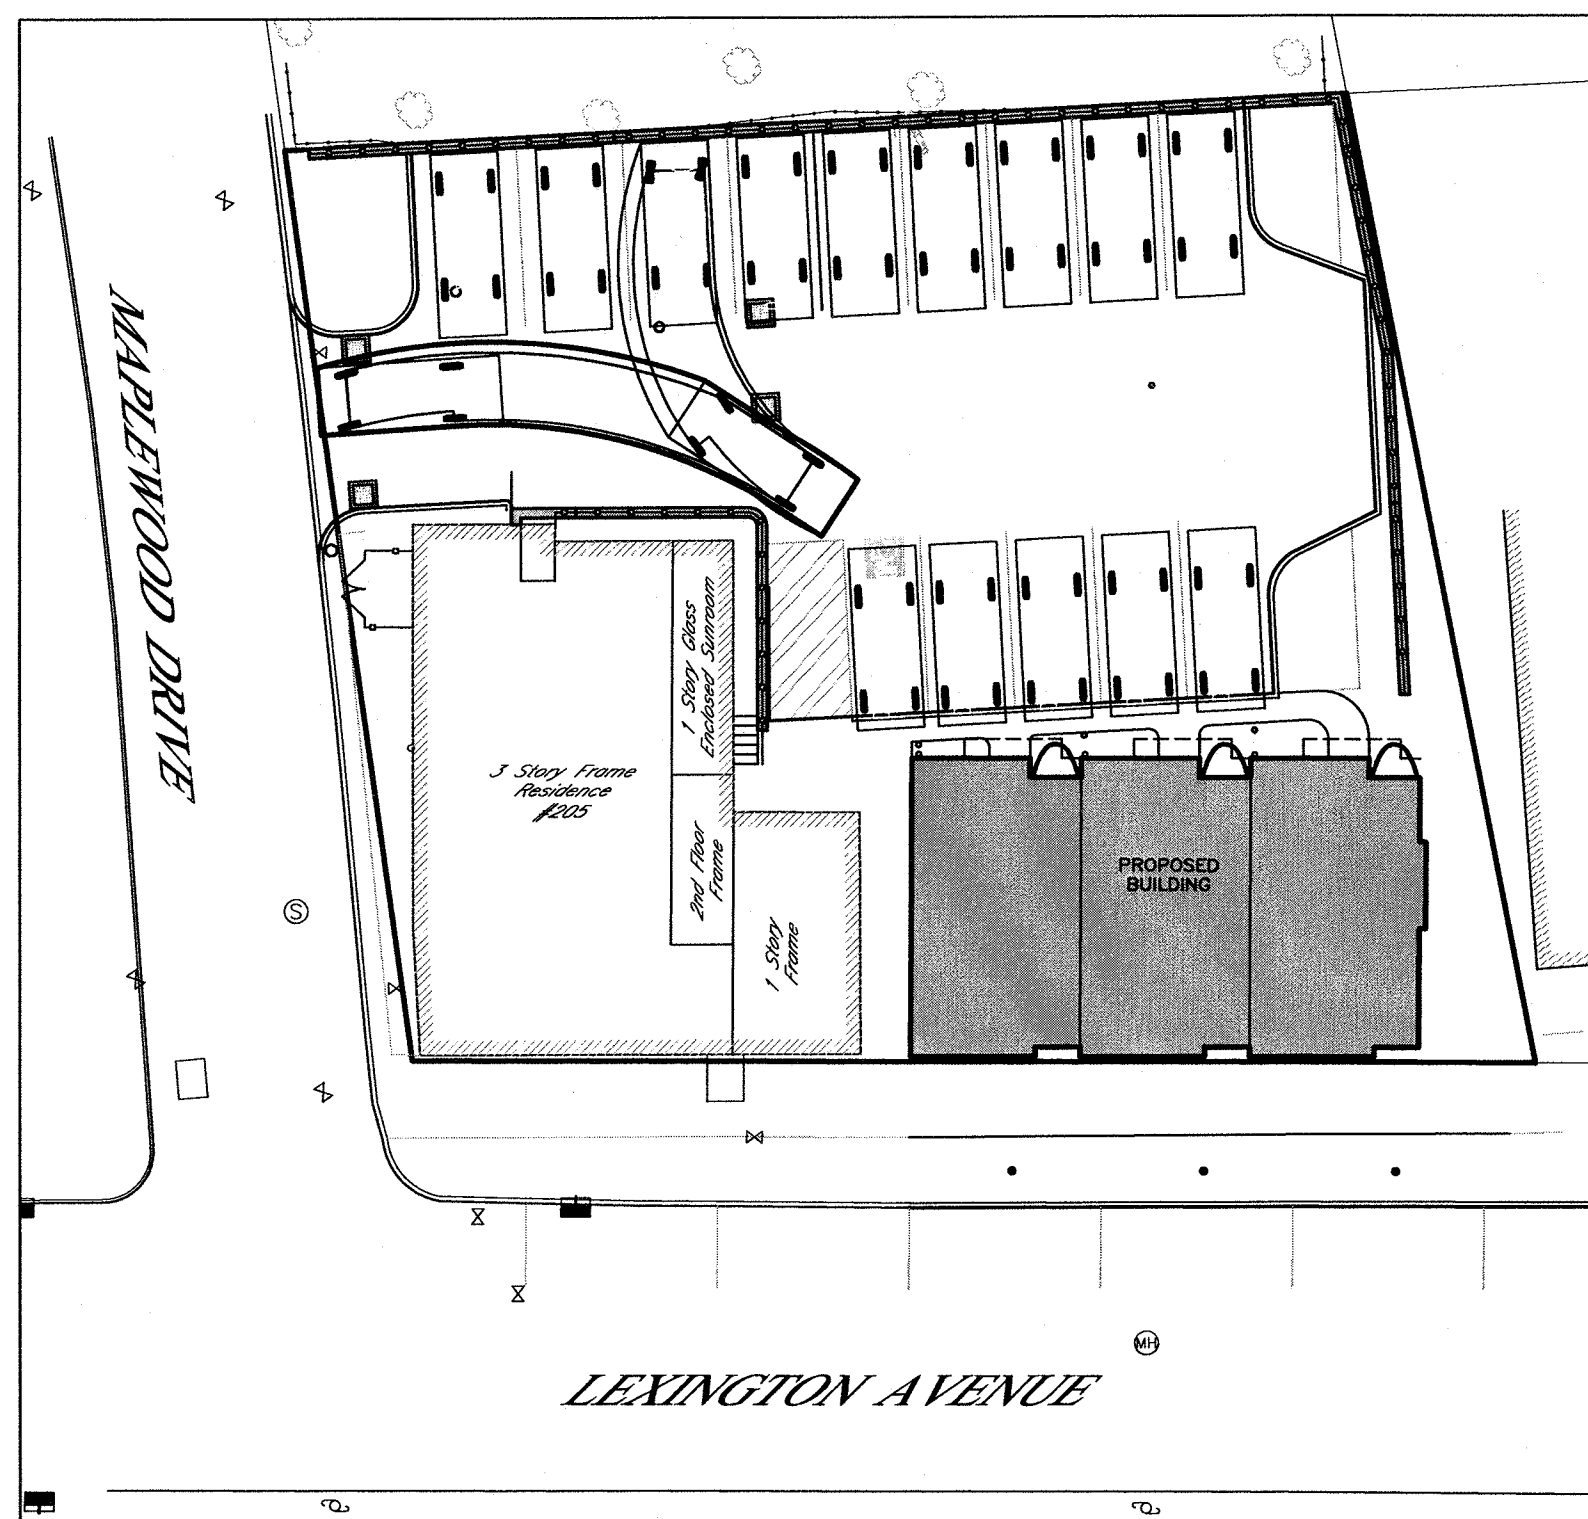 MAPLEWOOD DRIVE
1 Story Glass
Enclosed Sunroom
3 Story Frame
Residence
#205
2nd Floor
Frame
1 Story
Frame
PROPOSED
BUILDING
S
MH
LEXINGTON AVENUE